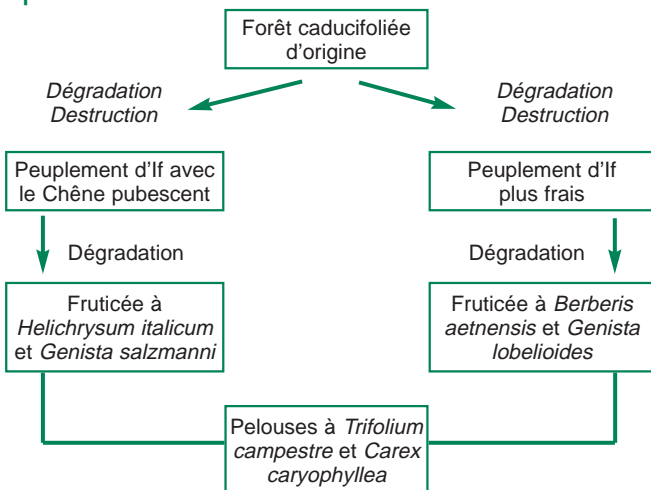 Forêt caducifoliée
d'origine
Dégradation
Destruction
Dégradation
Destruction
Peuplement d'If avec
le Chêne pubescent
Peuplement d'If
plus frais
Dégradation
Dégradation
Fruticée à
Helichrysum italicum
et Genista salzmanni
Fruticée à Berberis
aetnensis et Genista
lobelioides
Pelouses à Trifolium
campestre et Carex
caryophyllea